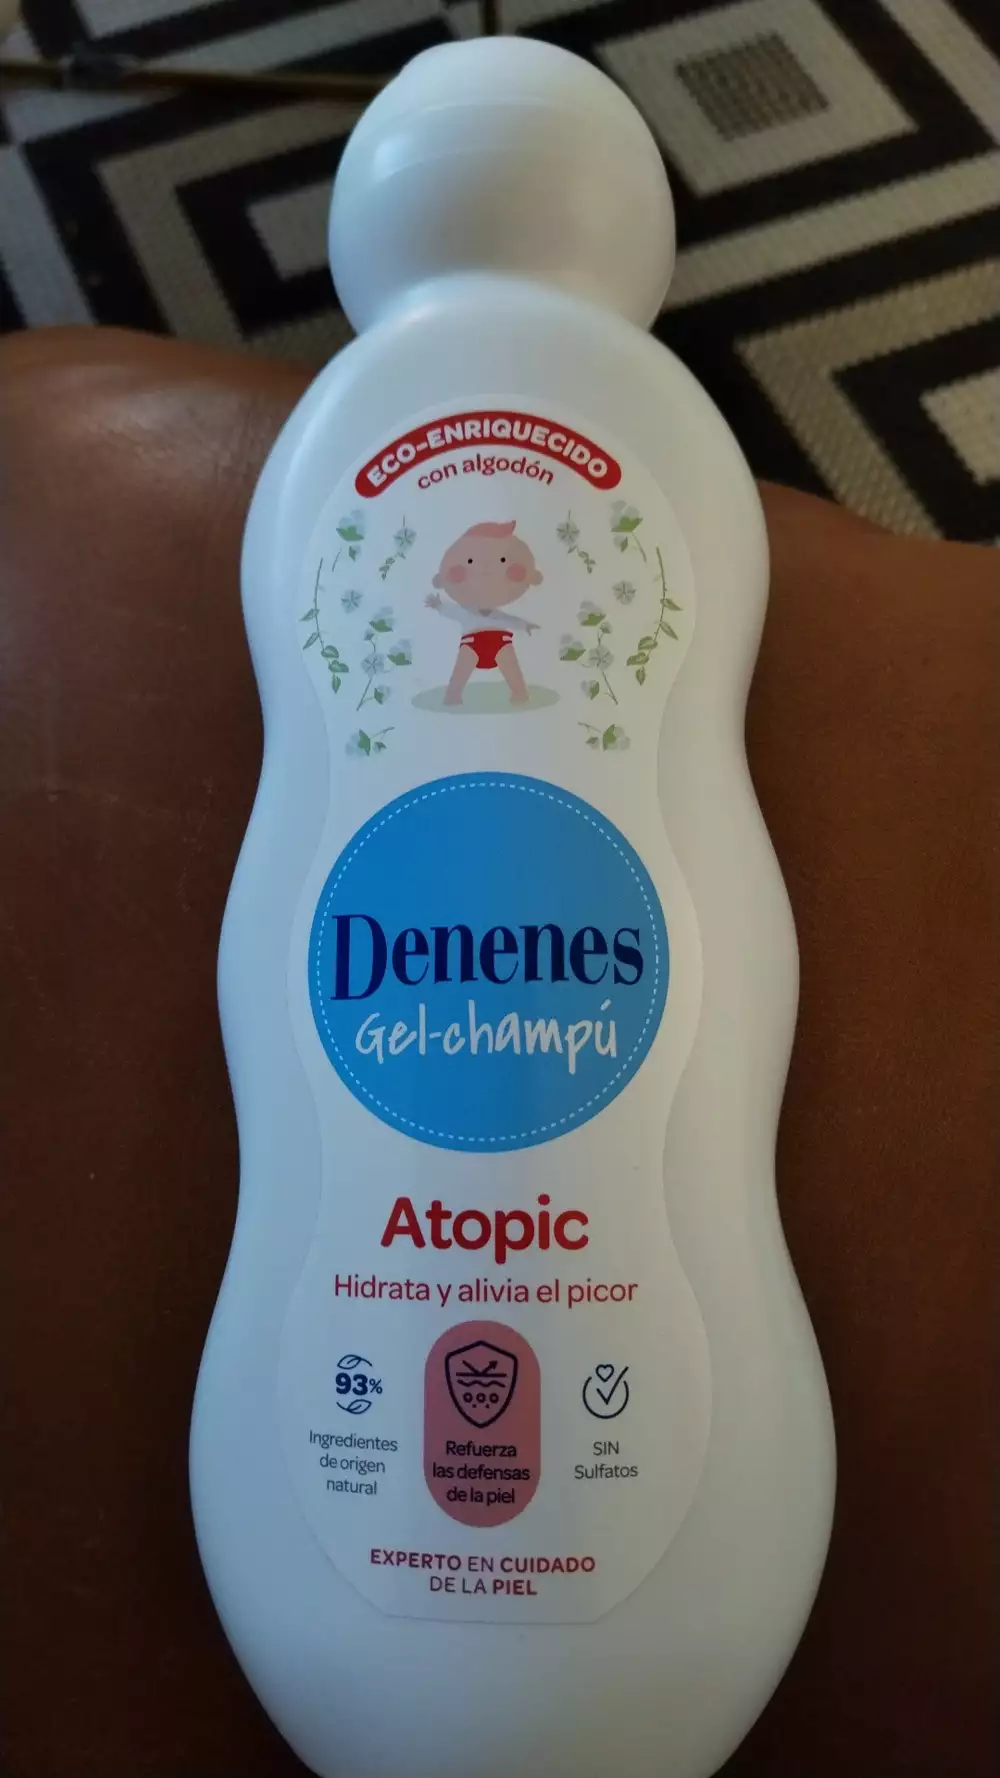 ECO-ENRIQUECIDO
con algodón
Denenes
Gel-champú
Atopic
Hidrata y alivia el picor
93%
Ingredientes
de origen
natural
Refuerza
las defensas
de la piel
SIN
Sulfatos
EXPERTO EN CUIDADO
DE LA PIEL